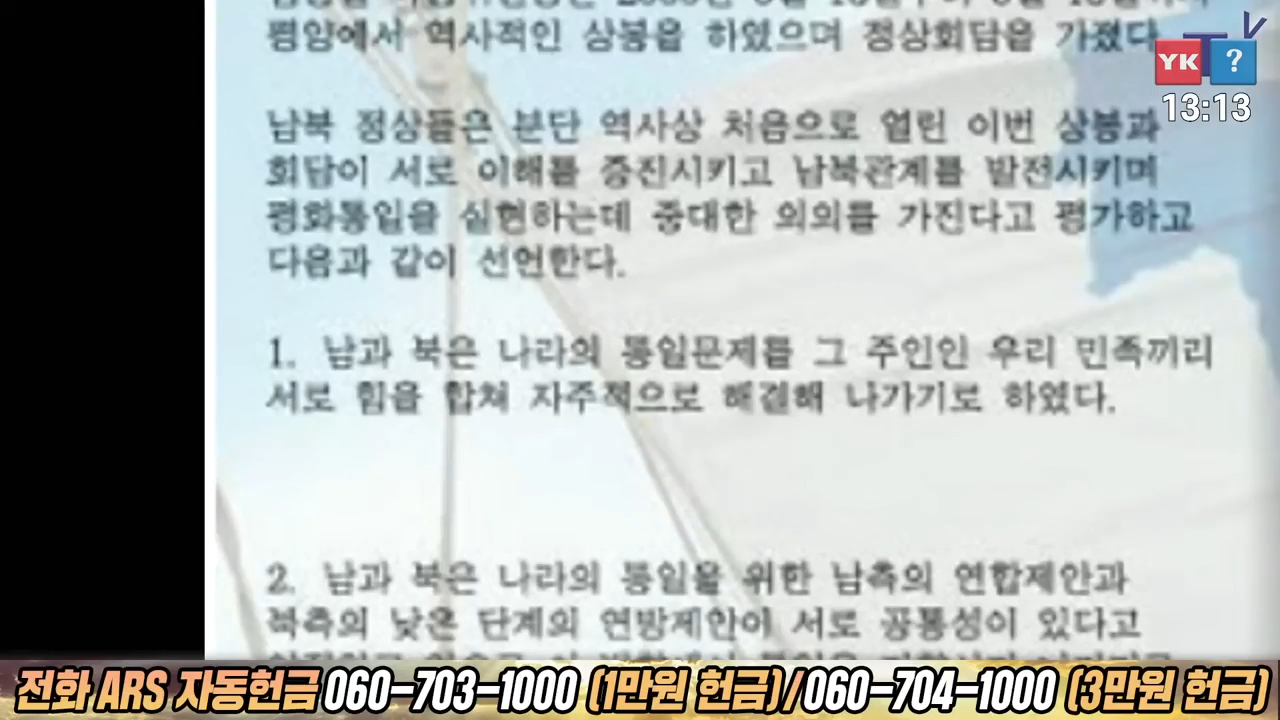 평양에서 역사적인 상봉을 하였으며 정상회담을 가졌다.
YK ?
13:13
남북 정상들은 분단 역사상 처음으로 열린 이번 상봉과
회담이 서로 이해를 증진시키고 남북관계를 발전시키며
평화통일을 실현하는데 중대한 의의를 가진다고 평가하고
다음과 같이 선언한다.
1. 남과 북은 나라의 통일문제를 그 주인인 우리 민족끼리
서로 힘을 합쳐 자주적으로 해결해 나가기로 하였다.
2. 남과 북은 나라의 통일을 위한 남측의 연합제안과
북측의 낮은 단계의 연방제안이 서로 공통성이 있다고
전화 ARS 자동헌금 060-703-1000 (1만원 헌금)/060-704-1000 (3만원 헌금)